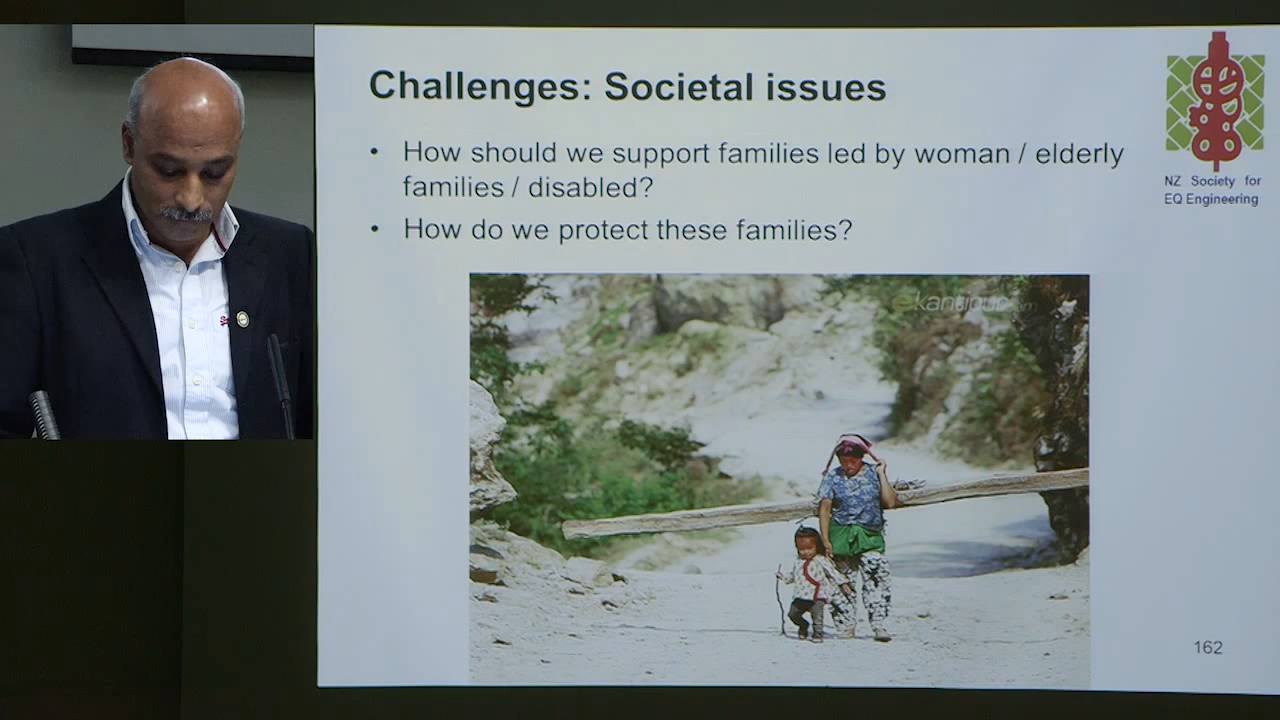 Challenges: Societal issues
• How should we support families led by woman / elderly
families / disabled?
• How do we protect these families?
NZ Society for
EQ Engineering
ekantipur.com
162